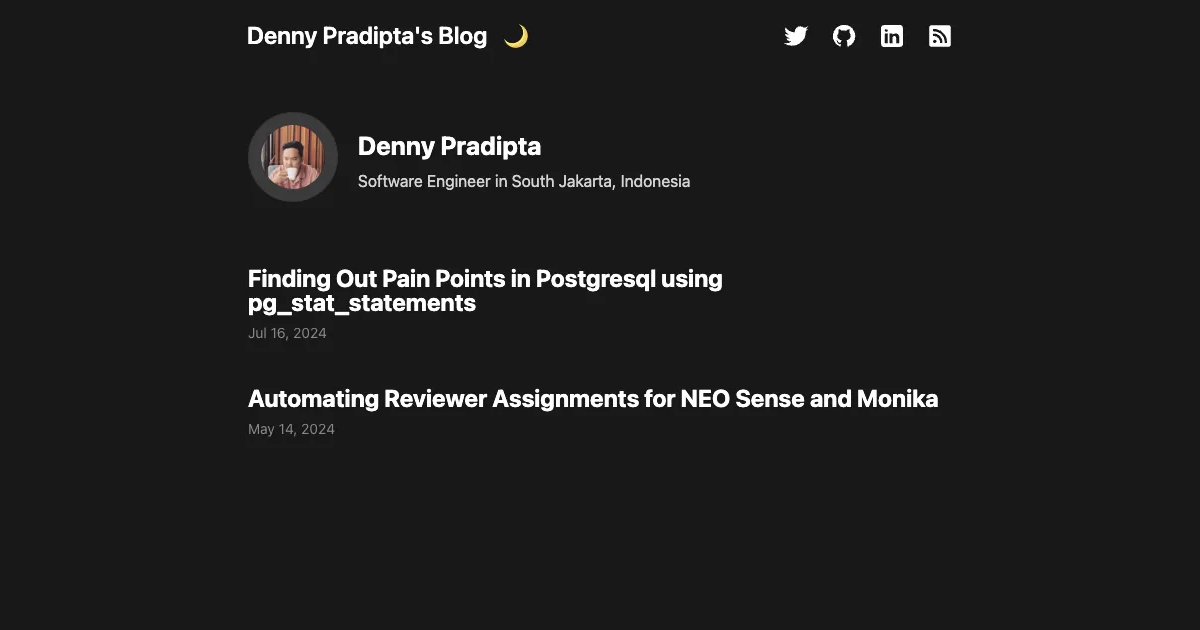 Denny Pradipta's Blog 🌙
Denny Pradipta
Software Engineer in South Jakarta, Indonesia
Finding Out Pain Points in Postgresql using
pg_stat_statements
Jul 16, 2024
Automating Reviewer Assignments for NEO Sense and Monika
May 14, 2024